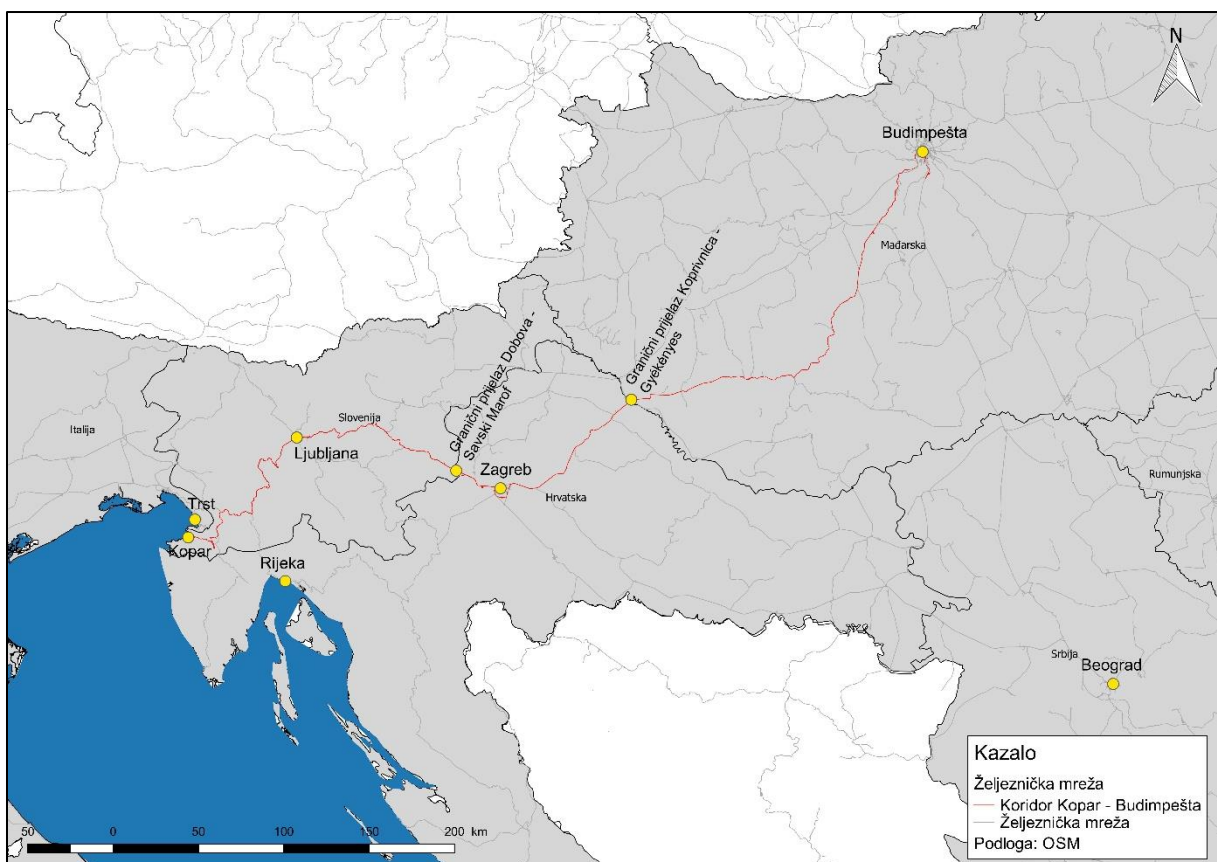 N
Budimpešta
Mađarska
Granični prijelaz Koprivnica -
Gyékényes
Granični prijelaz Dobova -
Savski Marof
Slovenija
Italija
Ljubljana
Zagreb
Hrvatska
Rumunjska
Trst
Kopar
Rijeka
Srbija
Beograd
Kazalo
Željeznička mreža
Koridor Kopar - Budimpešta
Željeznička mreža
Podloga: OSM
50 0 50 100 150 200 km